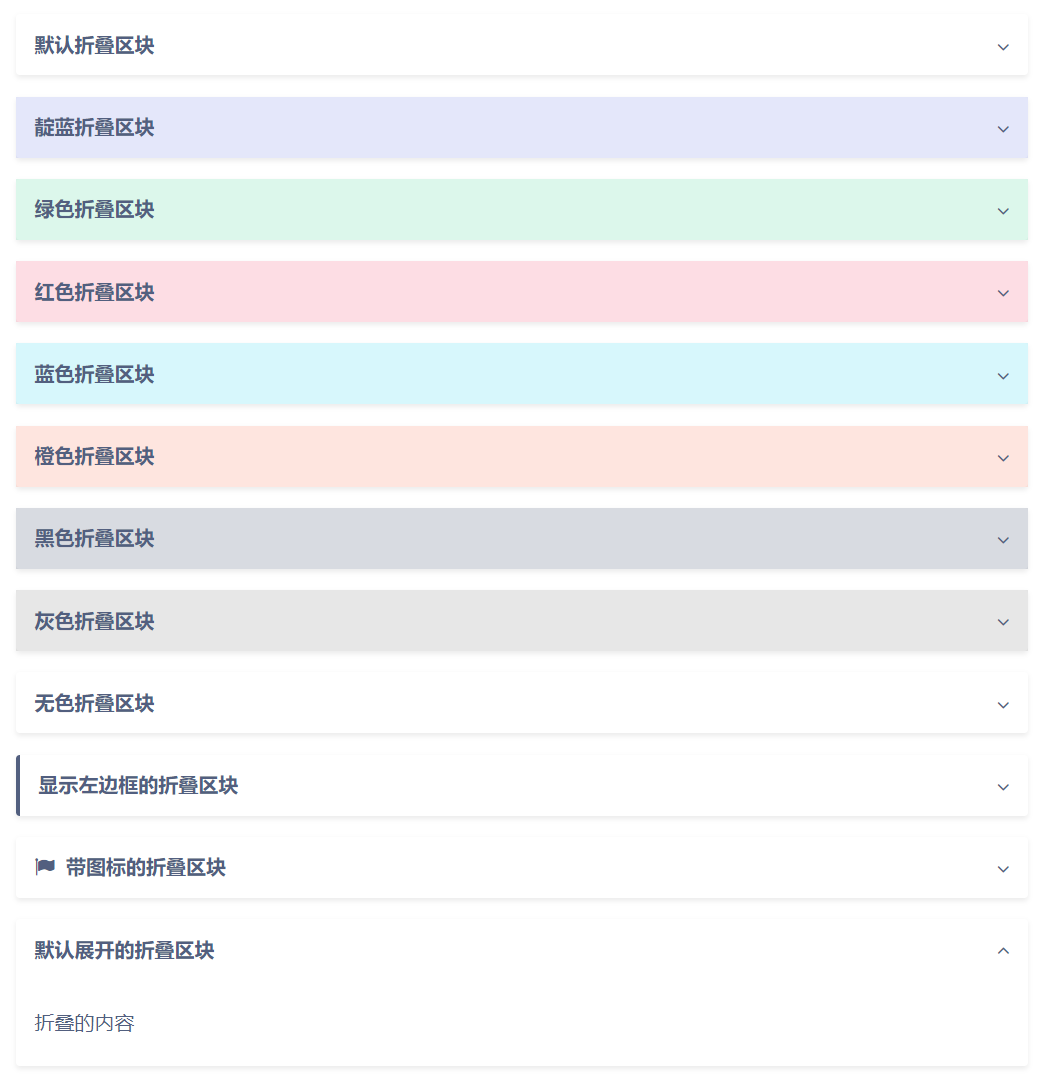 默认折叠区块
靛蓝折叠区块
绿色折叠区块
红色折叠区块
蓝色折叠区块
橙色折叠区块
黑色折叠区块
灰色折叠区块
无色折叠区块
显示左边框的折叠区块
带图标的折叠区块
默认展开的折叠区块
折叠的内容